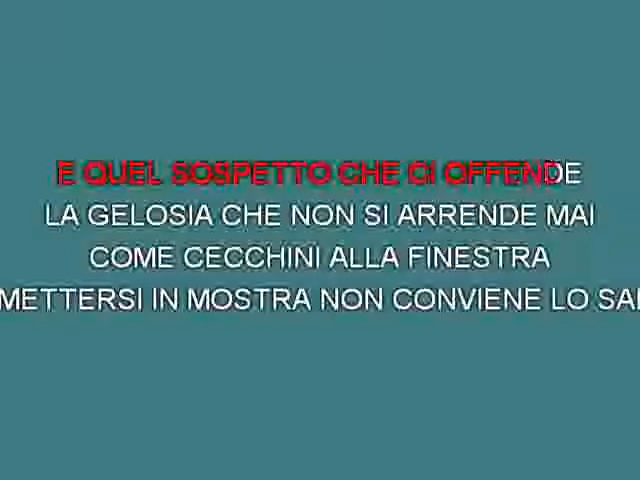 E QUEL SOSPETTO CHE CI OFFENDE
LA GELOSIA CHE NON SI ARRENDE MAI
COME CECCHINI ALLA FINESTRA
METTERSI IN MOSTRA NON CONVIENE LO